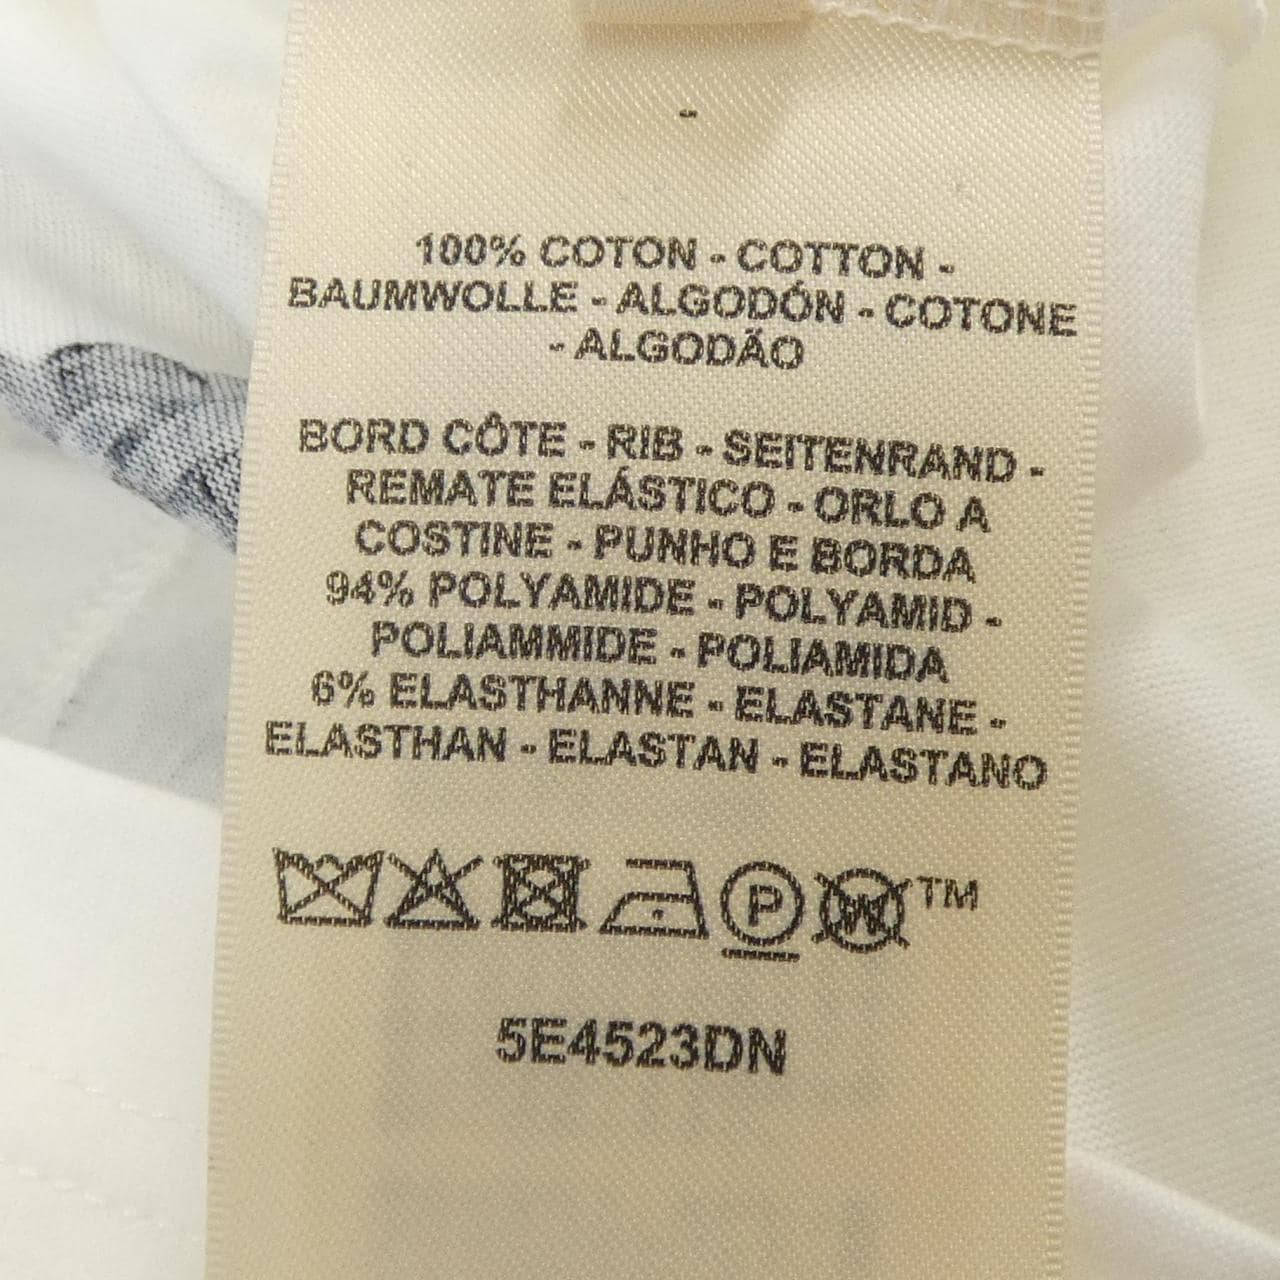 -
100% COTON - COTTON -
BAUMWOLLE - ALGODÓN - COTONE
- ALGODÃO
BORD CÔTE - RIB - SEITENRAND -
REMATE ELÁSTICO - ORLO A
COSTINE - PUNHO E BORDA
94% POLYAMIDE - POLYAMID -
POLIAMMIDE - POLIAMIDA
6% ELASTHANNE - ELASTANE -
ELASTHAN - ELASTAN - ELASTANO
P W TM
5E4523DN